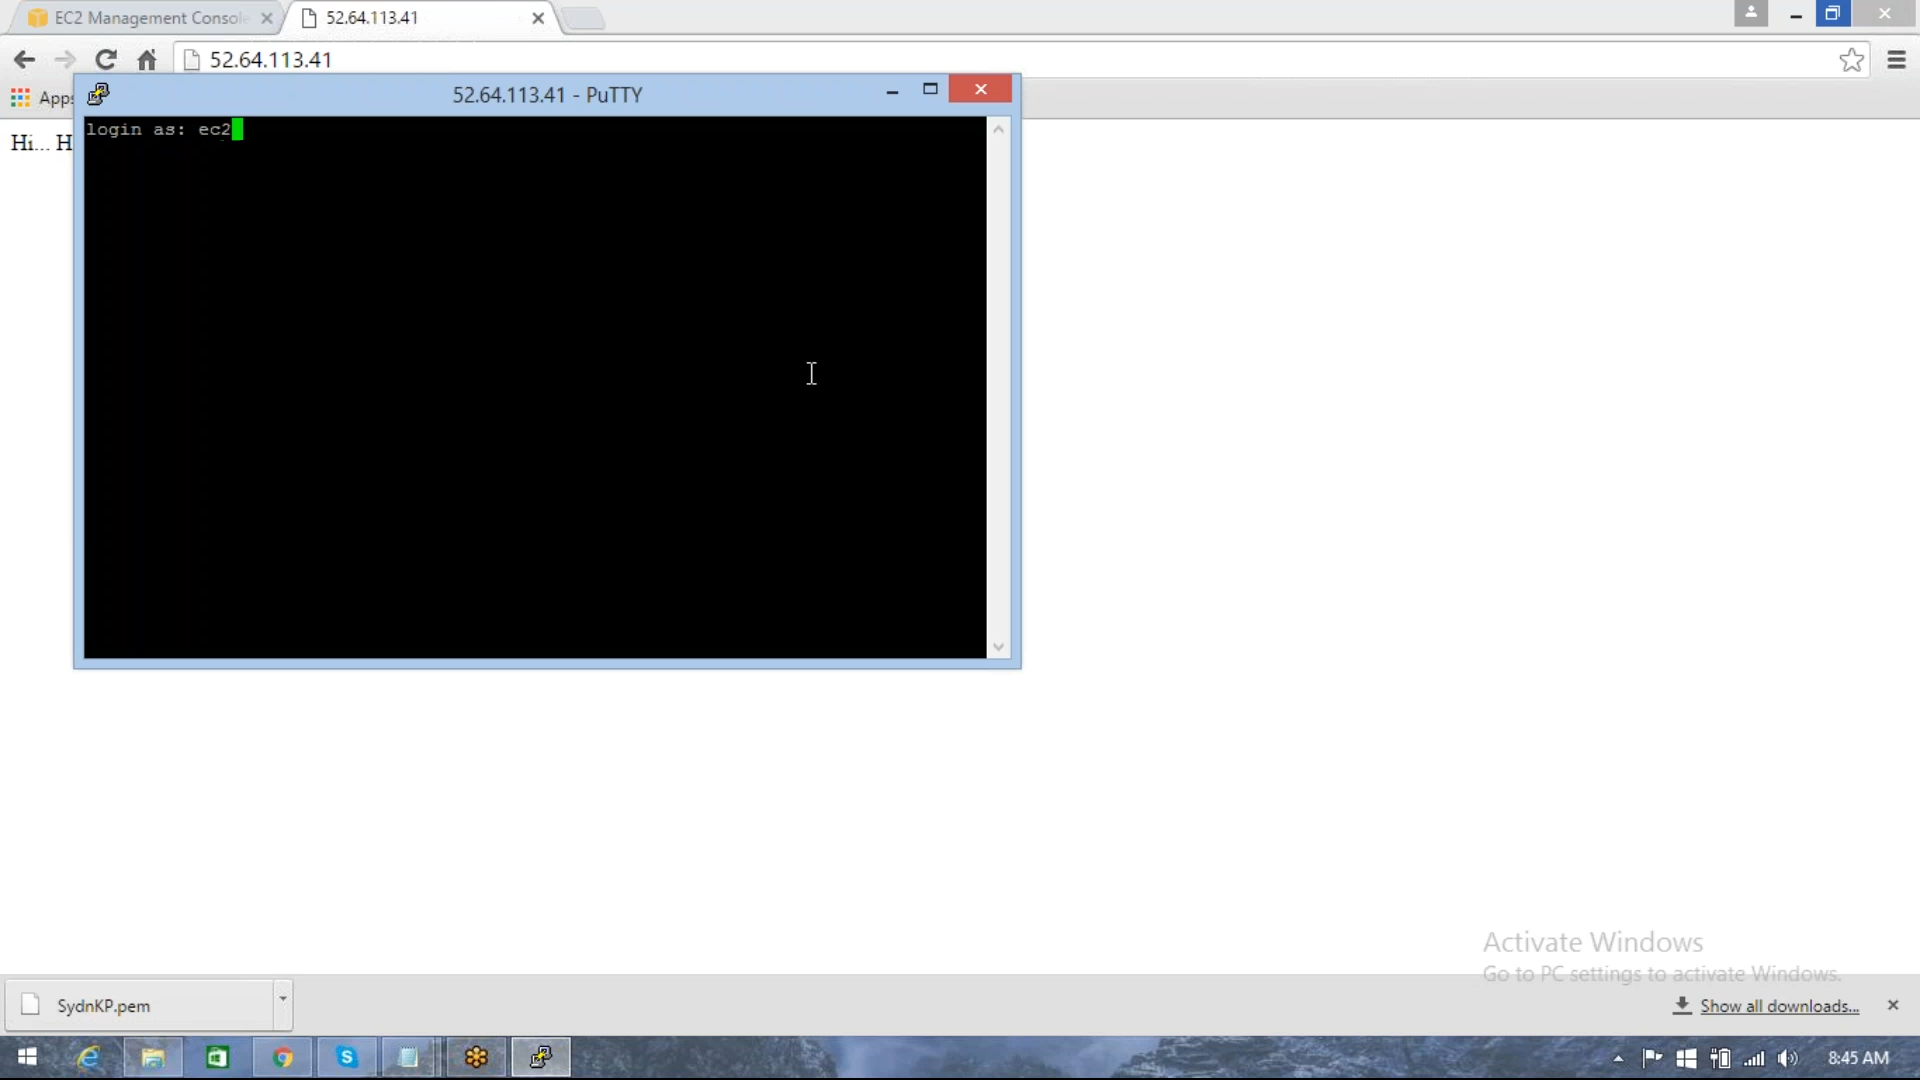 EC2 Management Console
52.64.113.41
52.64.113.41
Apps
52.64.113.41 - PuTTY
login as: ec2
Hi... H
Activate Windows
Go to PC settings to activate Windows.
SydnKP.pem
Show all downloads...
8:45 AM